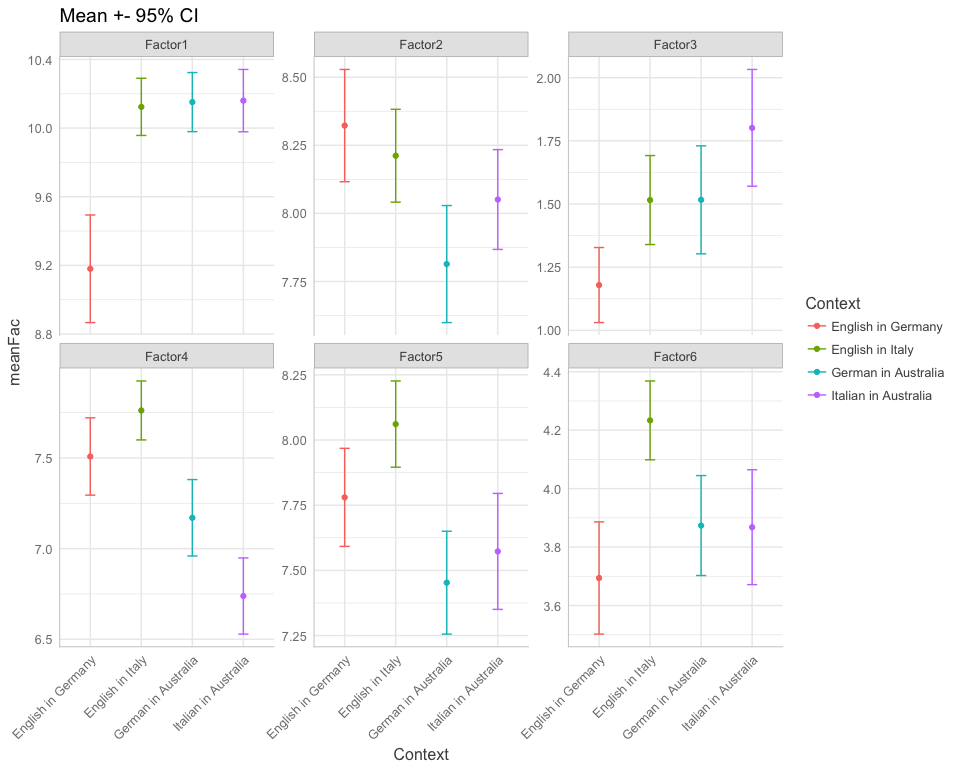 Mean +- 95% CI
Factor1
Factor2
Factor3
10.4
10.0
9.6
9.2
8.8
8.50
8.25
8.00
7.75
2.00
1.75
1.50
1.25
1.00
meanFac
Factor4
Factor5
Factor6
7.5
7.0
6.5
8.25
8.00
7.75
7.50
7.25
4.4
4.2
4.0
3.8
3.6
English in Germany
English in Italy
German in Australia
Italian in Australia
English in Germany
English in Italy
German in Australia
Italian in Australia
English in Germany
English in Italy
German in Australia
Italian in Australia
Context
Context
English in Germany
English in Italy
German in Australia
Italian in Australia